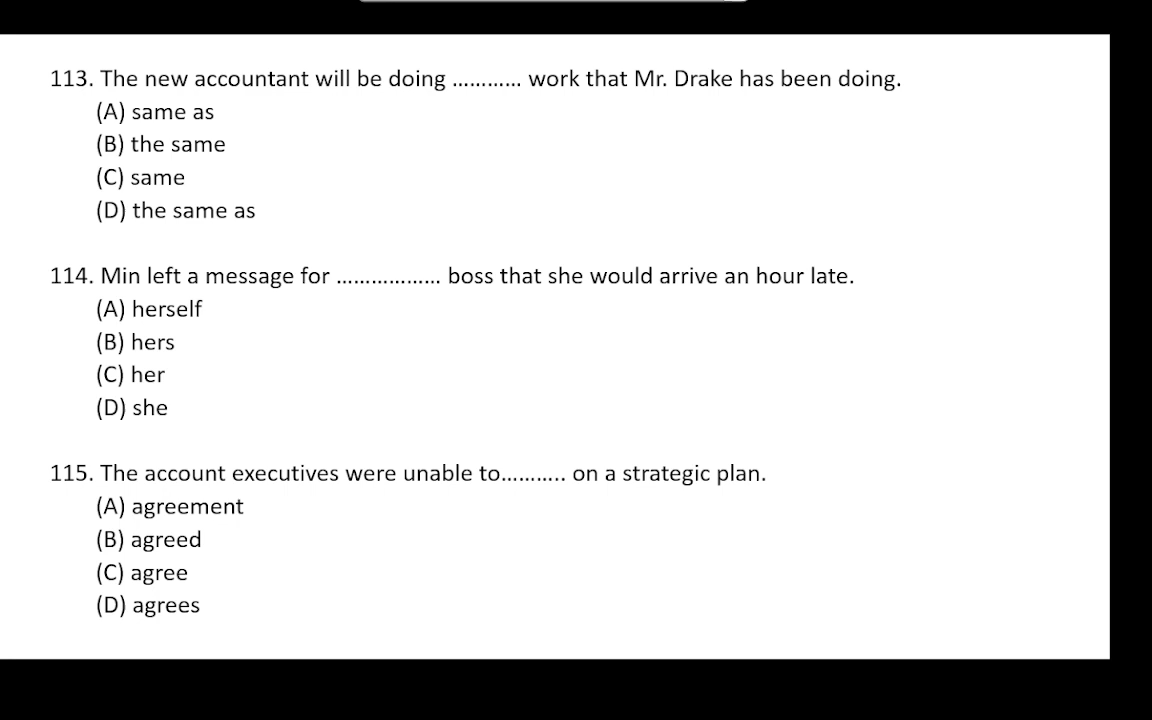 113. The new accountant will be doing ............ work that Mr. Drake has been doing.
(A) same as
(B) the same
(C) same
(D) the same as
114. Min left a message for .................. boss that she would arrive an hour late.
(A) herself
(B) hers
(C) her
(D) she
115. The account executives were unable to........... on a strategic plan.
(A) agreement
(B) agreed
(C) agree
(D) agrees